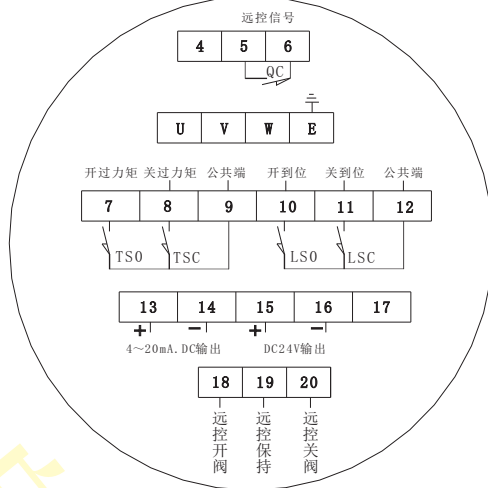 远控信号
4 5 6
QC
U V W E
开过力矩 关过力矩 公共端 开到位 关到位 公共端
7 8 9 10 11 12
TSO TSC LSO LSC
13 14 15 16 17
+ − + −
4～20mA.DC输出 DC24V输出
18 19 20
远控开阀 远控保持 远控关阀